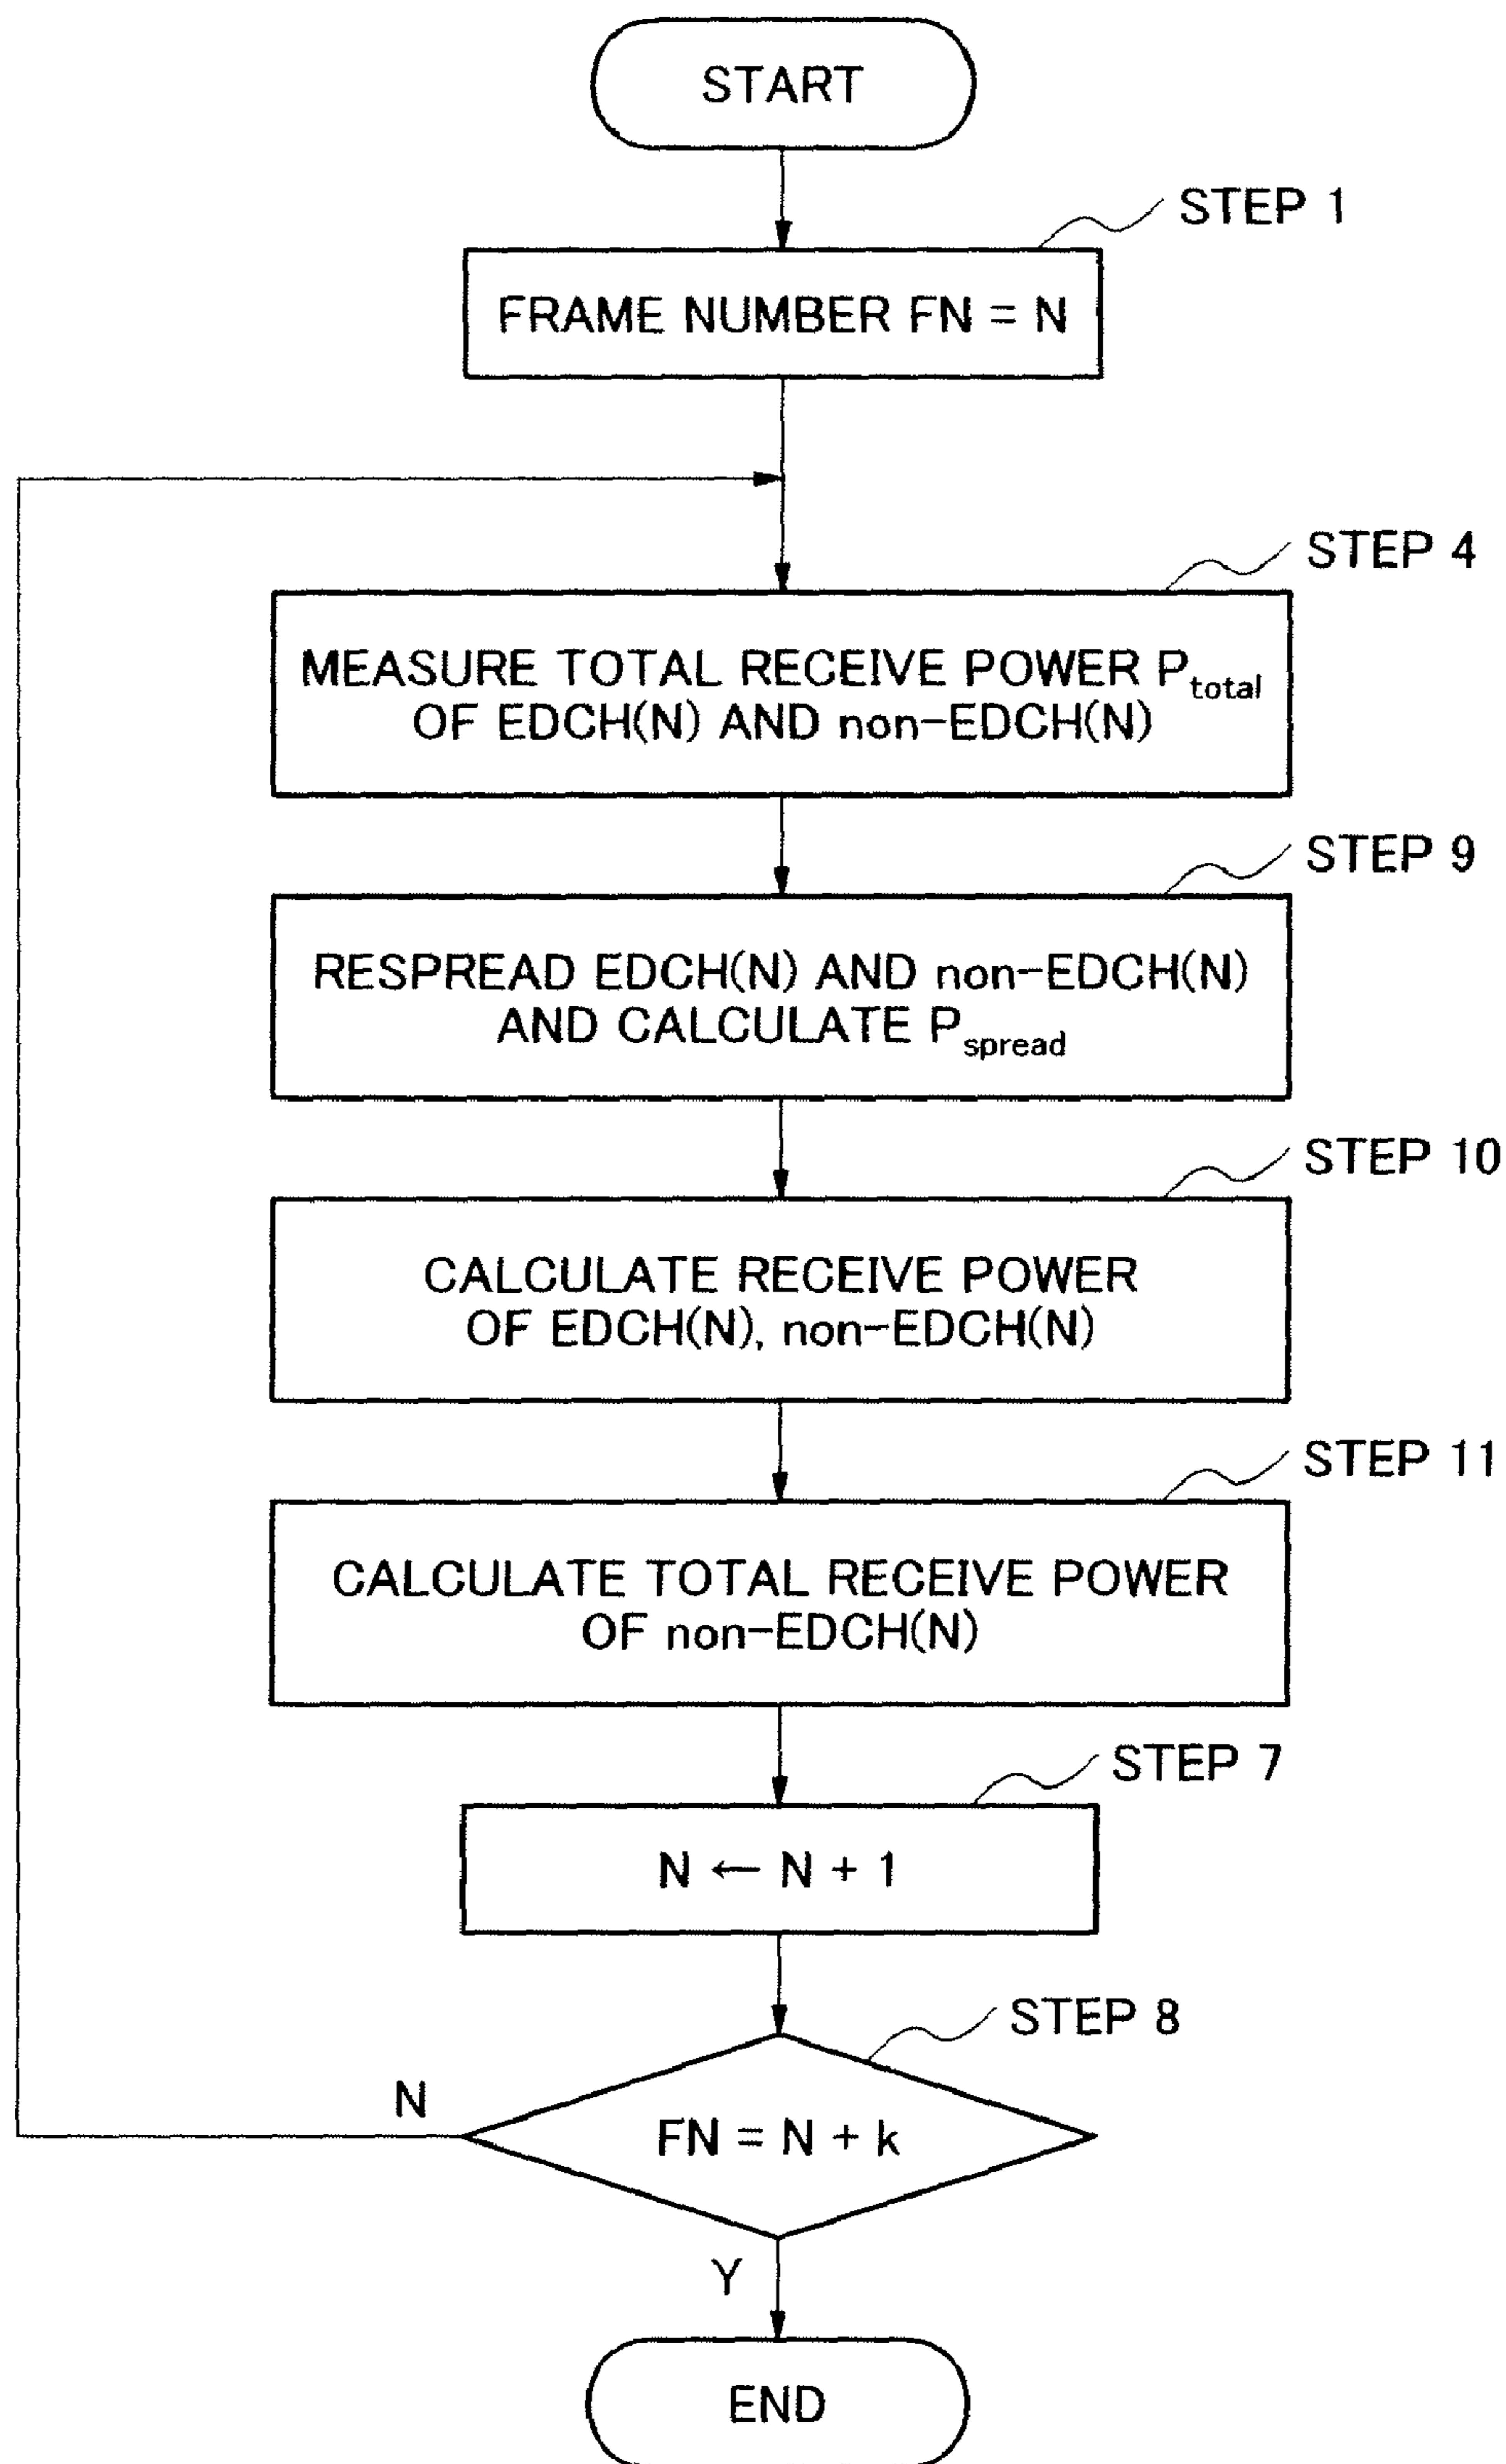 START
STEP 1
FRAME NUMBER FN = N
STEP 4
MEASURE TOTAL RECEIVE POWER Ptotal
OF EDCH(N) AND non-EDCH(N)
STEP 9
RESPREAD EDCH(N) AND non-EDCH(N)
AND CALCULATE Pspread
STEP 10
CALCULATE RECEIVE POWER
OF EDCH(N), non-EDCH(N)
STEP 11
CALCULATE TOTAL RECEIVE POWER
OF non-EDCH(N)
STEP 7
N ← N + 1
STEP 8
N
FN = N + k
Y
END